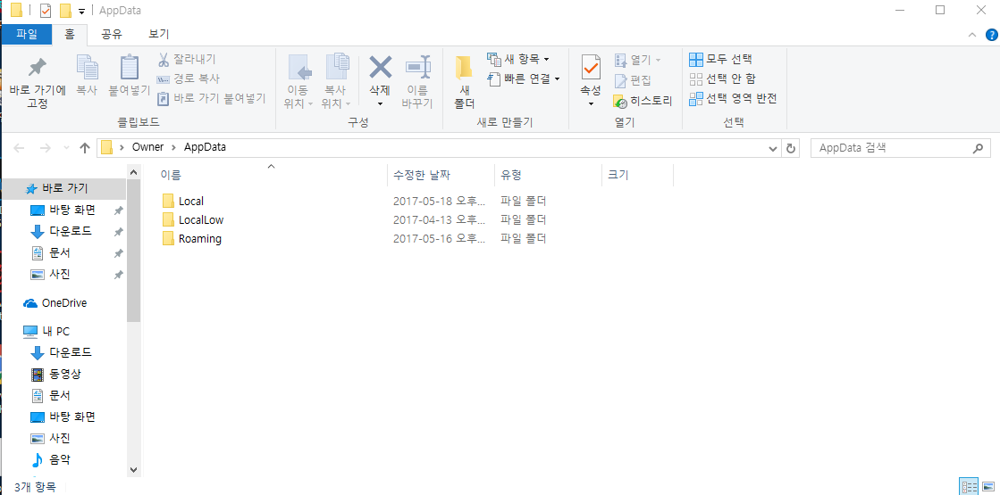 AppData
파일 홈 공유 보기
바로 가기에 고정
복사
붙여넣기
잘라내기
경로 복사
바로 가기 붙여넣기
클립보드
이동 위치
복사 위치
삭제
이름 바꾸기
구성
새 폴더
새 항목
빠른 연결
새로 만들기
속성
열기
편집
히스토리
열기
모두 선택
선택 안 함
선택 영역 반전
선택
Owner AppData
AppData 검색
이름 수정한 날짜 유형 크기
Local 2017-05-18 오후... 파일 폴더
LocalLow 2017-04-13 오후... 파일 폴더
Roaming 2017-05-16 오후... 파일 폴더
바로 가기
바탕 화면
다운로드
문서
사진
OneDrive
내 PC
다운로드
동영상
문서
바탕 화면
사진
음악
3개 항목